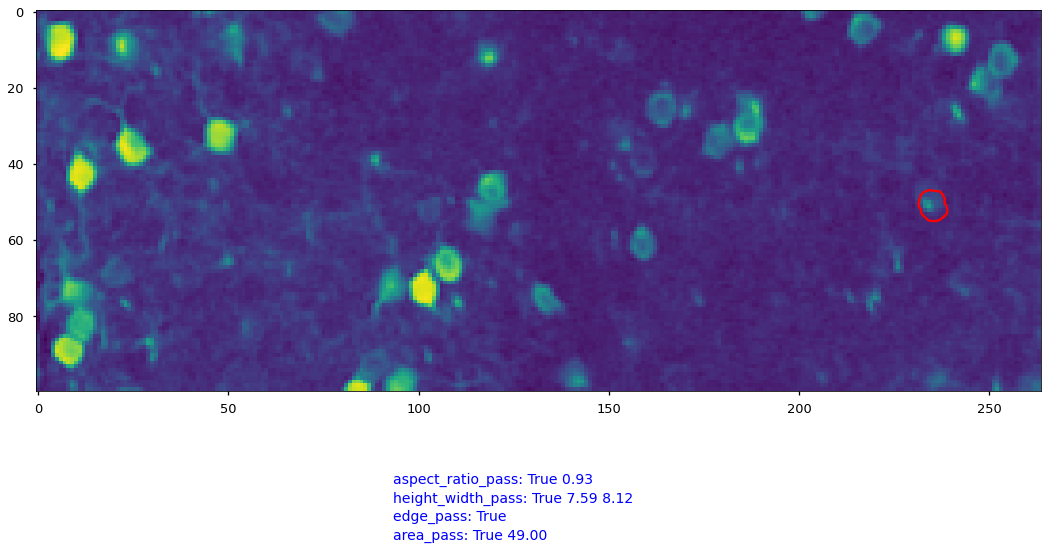 0
20
40
60
80
0 50 100 150 200 250
aspect_ratio_pass: True 0.93
height_width_pass: True 7.59 8.12
edge_pass: True
area_pass: True 49.00